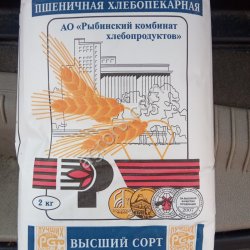 ПШЕНИЧНАЯ ХЛЕБОПЕКАРНАЯ
АО «Рыбинский комбинат
хлебопродуктов»
2 кг
ВЫСШИЙ СОРТ